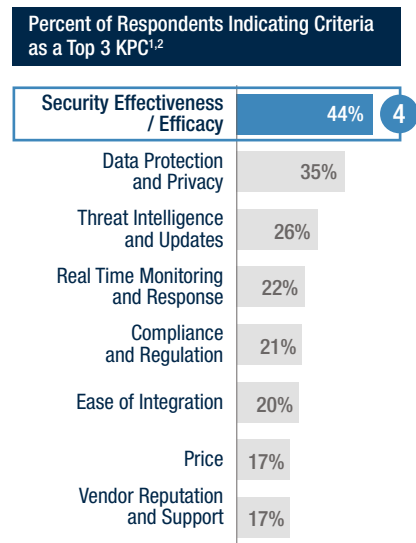 Percent of Respondents Indicating Criteria
as a Top 3 KPC1,2
Security Effectiveness
/ Efficacy
44%
4
Data Protection
and Privacy
35%
Threat Intelligence
and Updates
26%
Real Time Monitoring
and Response
22%
Compliance
and Regulation
21%
Ease of Integration
20%
Price
17%
Vendor Reputation
and Support
17%